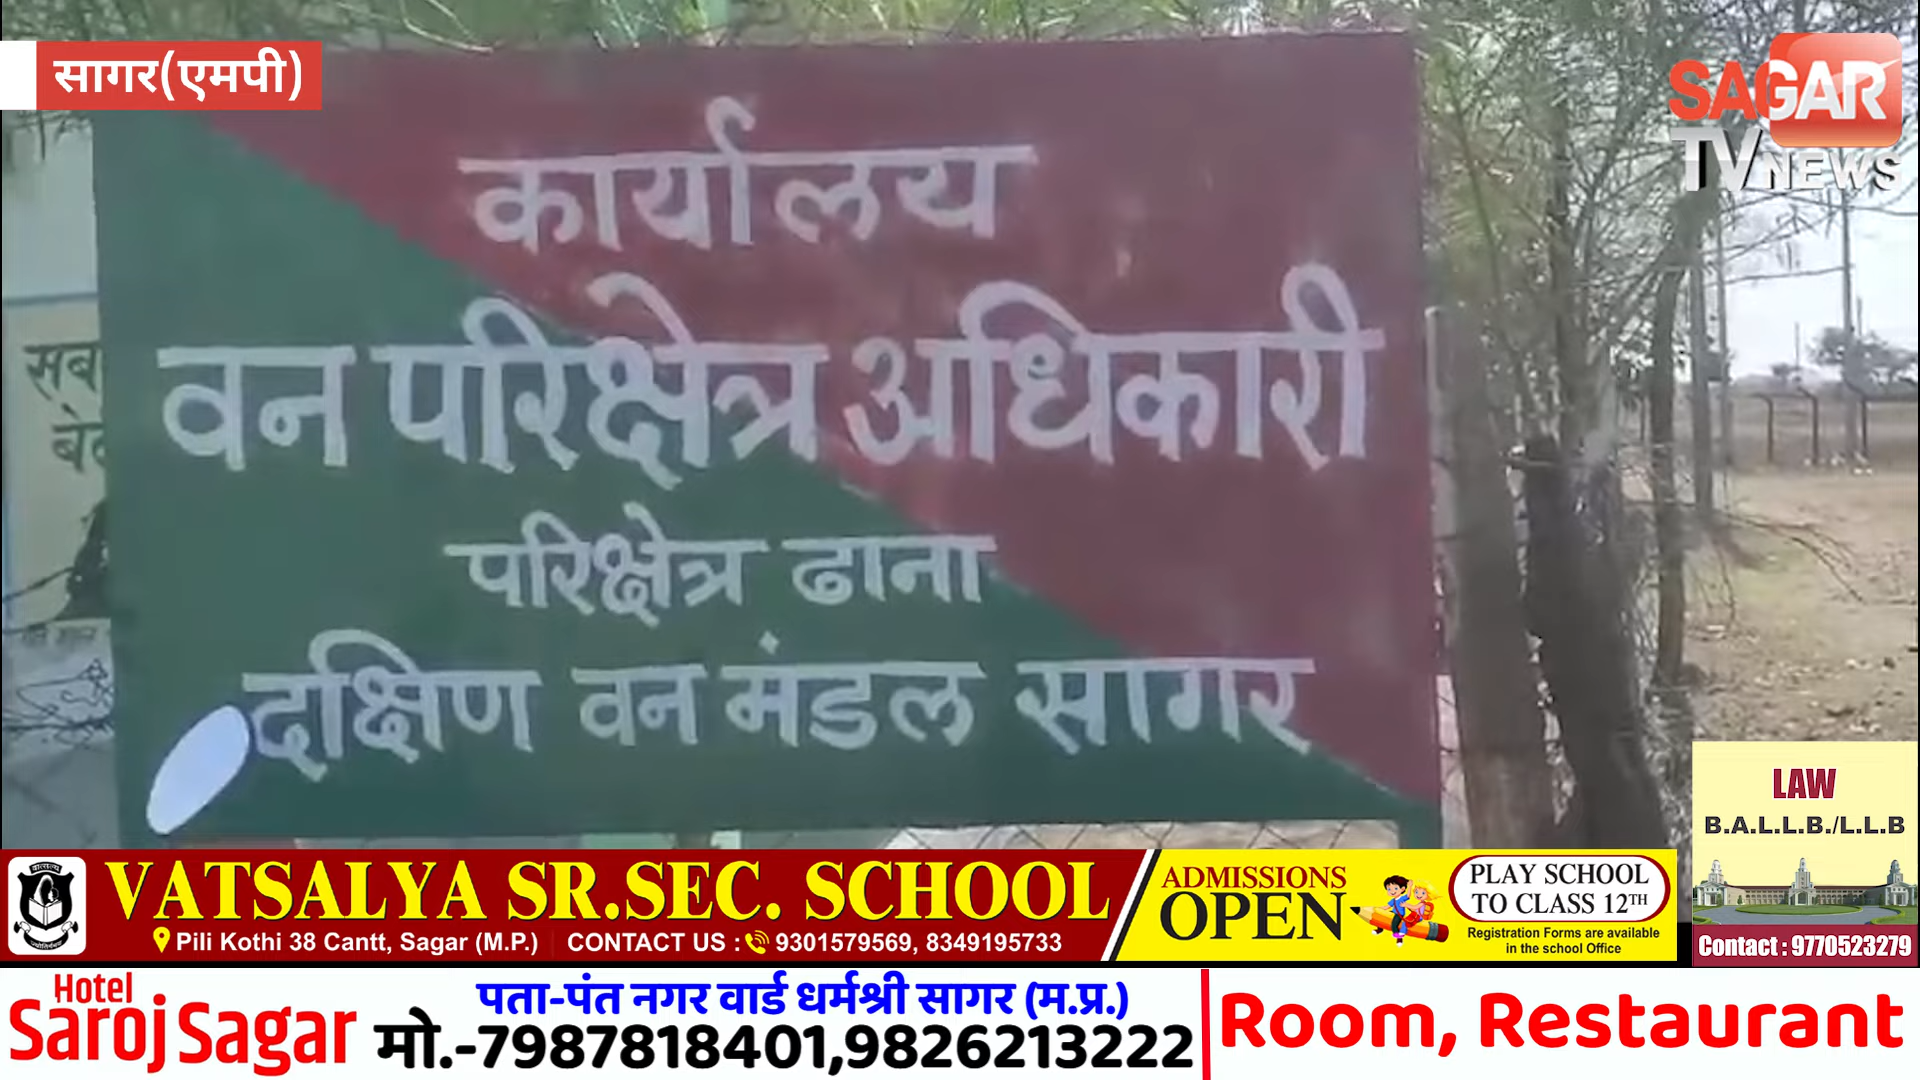 सागर(एमपी)
SAGAR
TV NEWS
कार्यालय
वन परिक्षेत्र अधिकारी
परिक्षेत्र ढाना
दक्षिण वन मंडल सागर
सब
LAW
B.A.L.L.B./L.L.B
Contact : 9770523279
VATSALYA SR.SEC. SCHOOL
Pili Kothi 38 Cantt, Sagar (M.P.) CONTACT US : 9301579569, 8349195733
ADMISSIONS
OPEN
PLAY SCHOOL
TO CLASS 12TH
Registration Forms are available
in the school Office
Hotel
Saroj Sagar
पता-पंत नगर वार्ड धर्मश्री सागर (म.प्र.)
मो.-7987818401,9826213222
Room, Restaurant